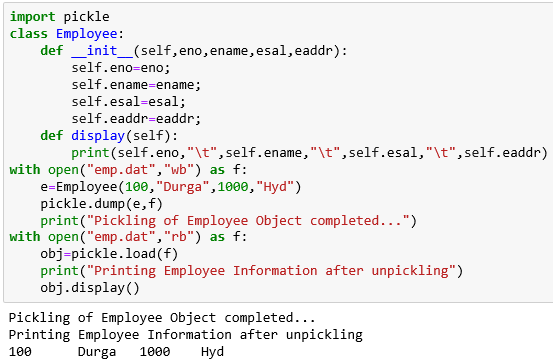 import pickle
class Employee:
    def __init__(self,eno,ename,esal,eaddr):
        self.eno=eno;
        self.ename=ename;
        self.esal=esal;
        self.eaddr=eaddr;
    def display(self):
        print(self.eno,"\t",self.ename,"\t",self.esal,"\t",self.eaddr)
with open("emp.dat","wb") as f:
    e=Employee(100,"Durga",1000,"Hyd")
    pickle.dump(e,f)
    print("Pickling of Employee Object completed...")
with open("emp.dat","rb") as f:
    obj=pickle.load(f)
    print("Printing Employee Information after unpickling")
    obj.display()
Pickling of Employee Object completed...
Printing Employee Information after unpickling
100      Durga   1000    Hyd